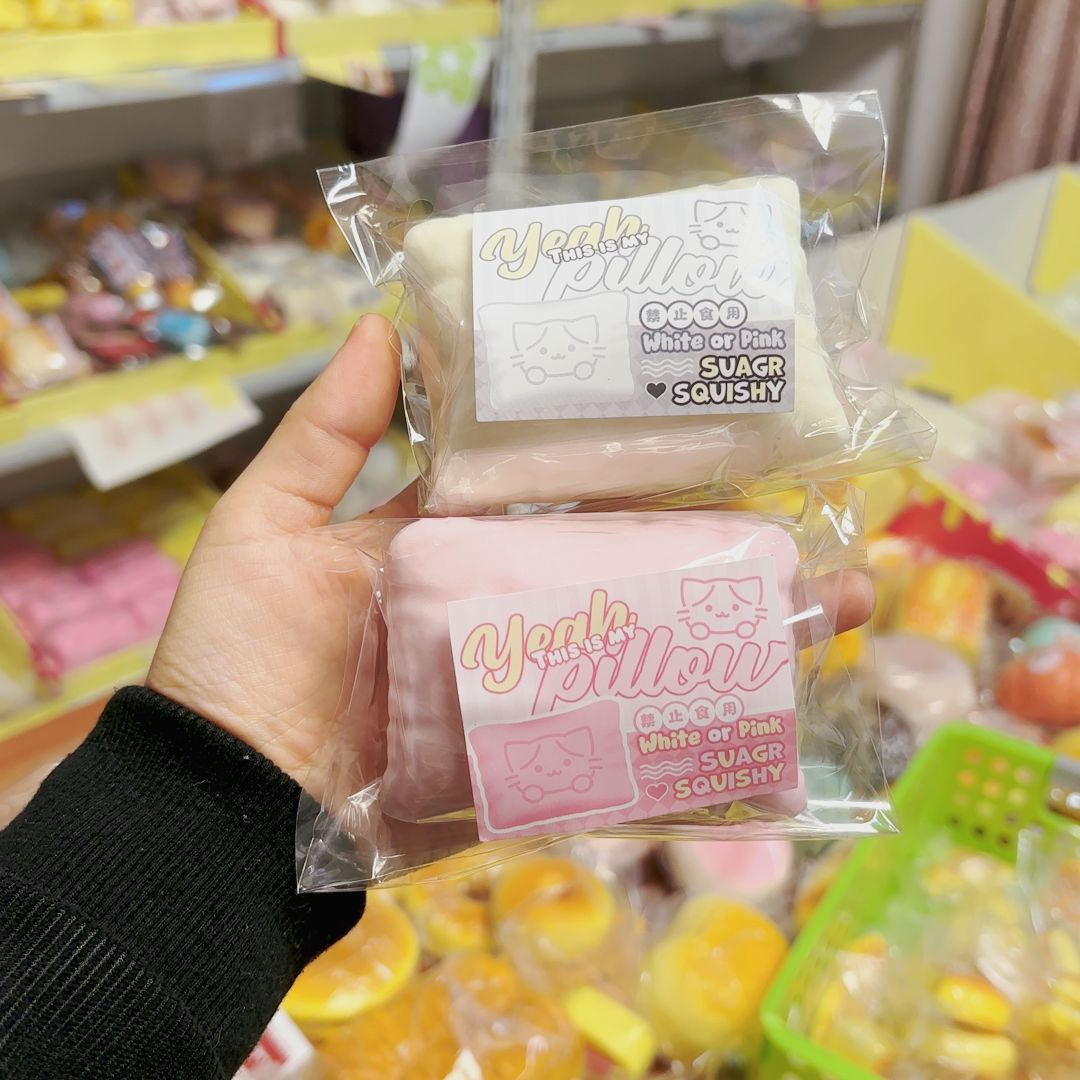 Yeah
THIS IS MY
pillow
禁止食用
White or Pink
SUAGR
SQUISHY
Yeah
THIS IS MY
pillow
禁止食用
White or Pink
SUAGR
SQUISHY